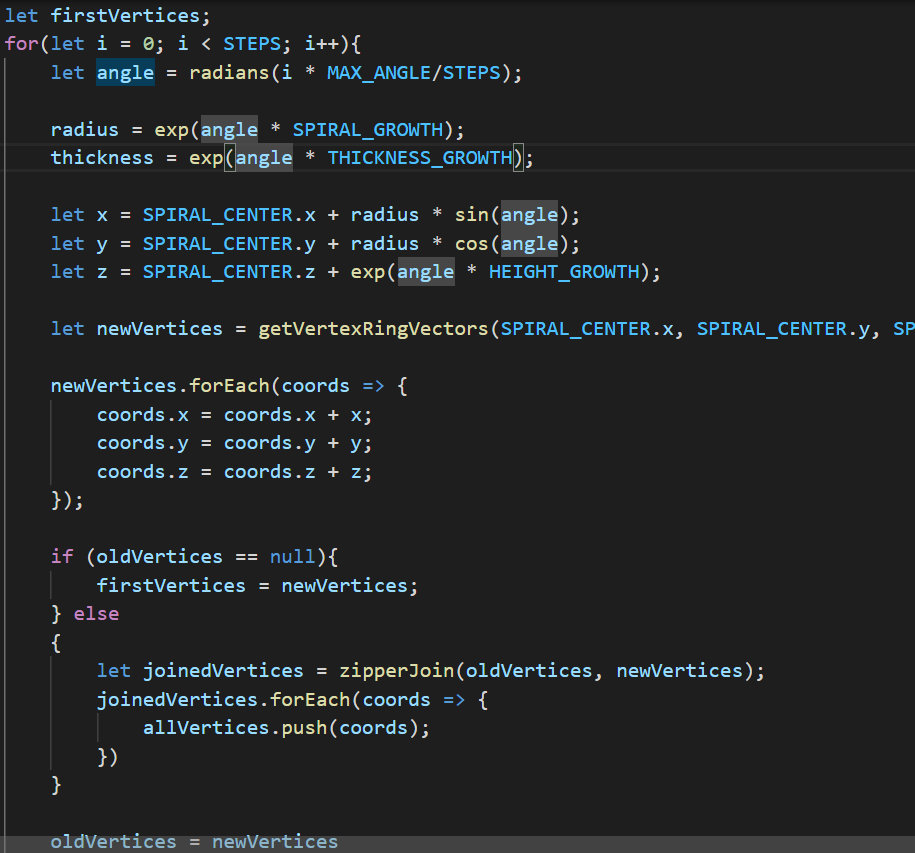 let firstVertices;
for(let i = 0; i < STEPS; i++){
let angle = radians(i * MAX_ANGLE/STEPS);
radius = exp(angle * SPIRAL_GROWTH);
thickness = exp(angle * THICKNESS_GROWTH);
let x = SPIRAL_CENTER.x + radius * sin(angle);
let y = SPIRAL_CENTER.y + radius * cos(angle);
let z = SPIRAL_CENTER.z + exp(angle * HEIGHT_GROWTH);
let newVertices = getVertexRingVectors(SPIRAL_CENTER.x, SPIRAL_CENTER.y, SP
newVertices.forEach(coords => {
coords.x = coords.x + x;
coords.y = coords.y + y;
coords.z = coords.z + z;
});
if (oldVertices == null){
firstVertices = newVertices;
} else
{
let joinedVertices = zipperJoin(oldVertices, newVertices);
joinedVertices.forEach(coords => {
allVertices.push(coords);
})
}
oldVertices = newVertices